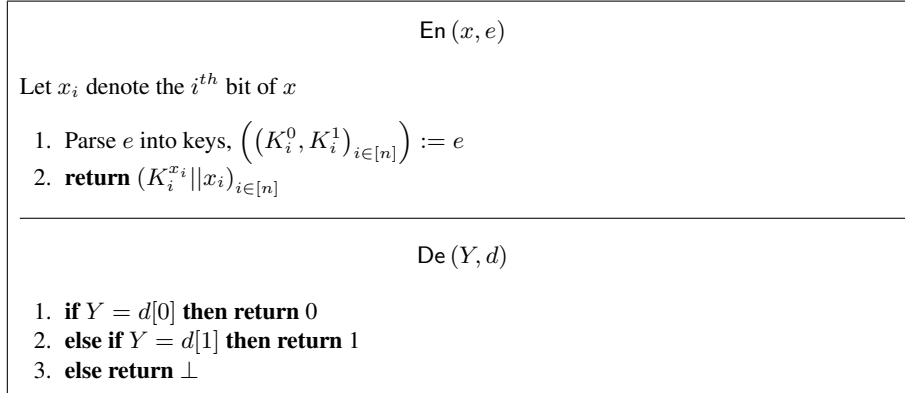 En (x, e)
Let x_i denote the i^{th} bit of x
1. Parse e into keys, ((K_i^0, K_i^1)_{i∈[n]}) := e
2. return (K_i^{x_i}||x_i)_{i∈[n]}
De (Y, d)
1. if Y = d[0] then return 0
2. else if Y = d[1] then return 1
3. else return ⊥